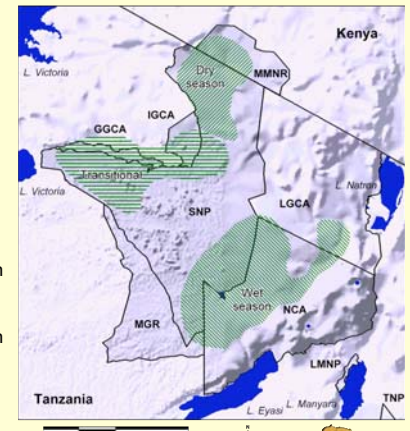 Kenya
L. Victoria
Dry
season
MMNR
IGCA
GGCA
Transitional
L. Victoria
L. Natron
LGCA
SNP
Wet
season
NCA
MGR
LMNP
Tanzania
L. Eyasi
L. Manyara
TNP